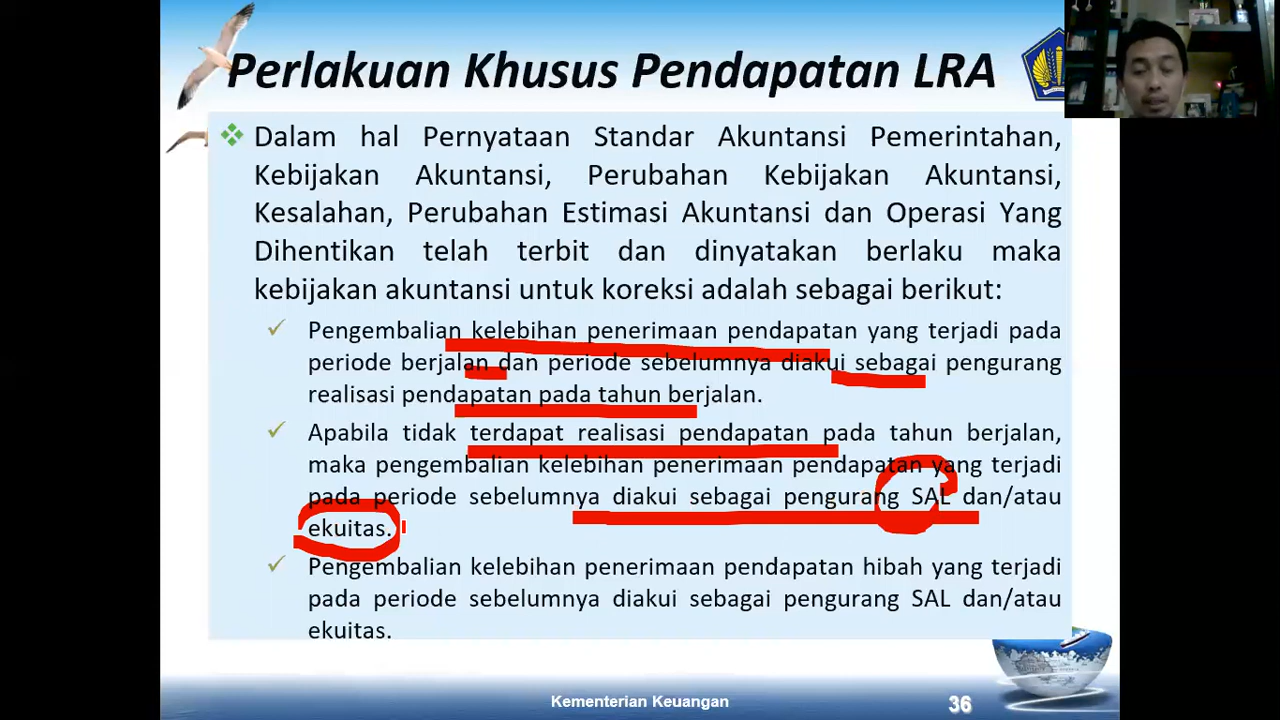 Perlakuan Khusus Pendapatan LRA
Dalam hal Pernyataan Standar Akuntansi Pemerintahan,
Kebijakan Akuntansi, Perubahan Kebijakan Akuntansi,
Kesalahan, Perubahan Estimasi Akuntansi dan Operasi Yang
Dihentikan telah terbit dan dinyatakan berlaku maka
kebijakan akuntansi untuk koreksi adalah sebagai berikut:
Pengembalian kelebihan penerimaan pendapatan yang terjadi pada
periode berjalan dan periode sebelumnya diakui sebagai pengurang
realisasi pendapatan pada tahun berjalan.
Apabila tidak terdapat realisasi pendapatan pada tahun berjalan,
maka pengembalian kelebihan penerimaan pendapatan yang terjadi
pada periode sebelumnya diakui sebagai pengurang SAL dan/atau
ekuitas.
Pengembalian kelebihan penerimaan pendapatan hibah yang terjadi
pada periode sebelumnya diakui sebagai pengurang SAL dan/atau
ekuitas.
Kementerian Keuangan
36